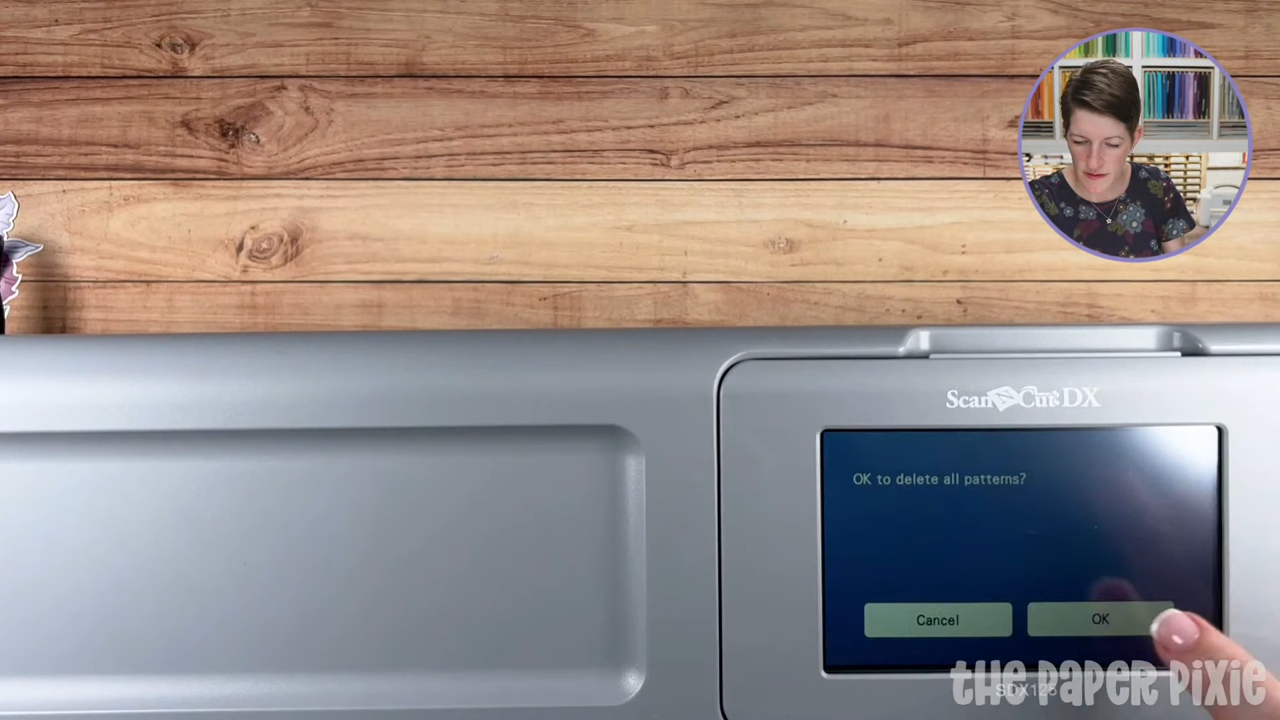 ScanNCut DX
OK to delete all patterns?
Cancel
OK
the PAPER PIXIE